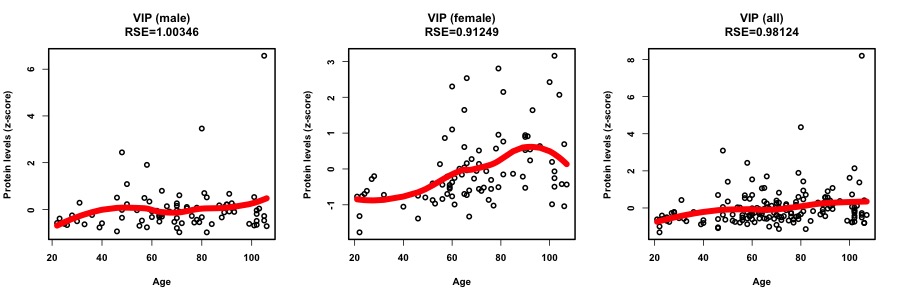 VIP (male)
RSE=1.00346
Protein levels (z-score)
6
4
2
0
20
40
60
80
100
Age
VIP (female)
RSE=0.91249
Protein levels (z-score)
3
2
1
0
-1
20
40
60
80
100
Age
VIP (all)
RSE=0.98124
Protein levels (z-score)
8
6
4
2
0
20
40
60
80
100
Age